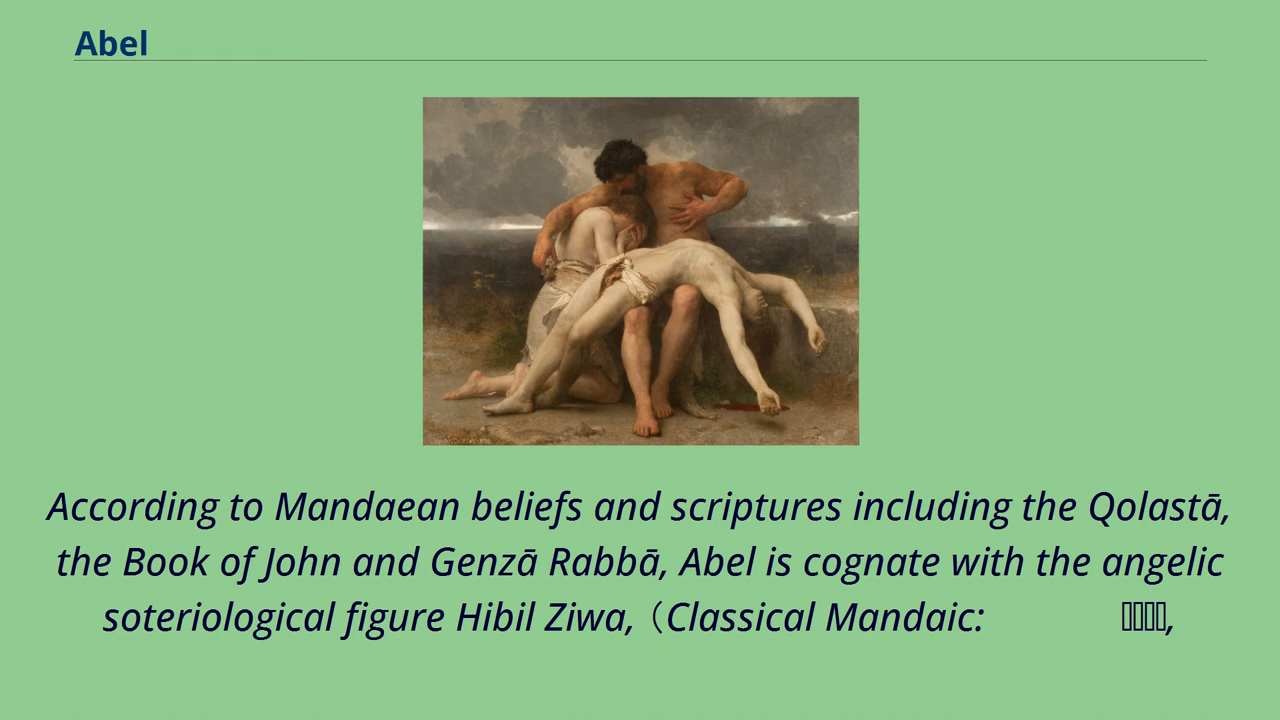 Abel
According to Mandaean beliefs and scriptures including the Qolastā,
the Book of John and Genzā Rabbā, Abel is cognate with the angelic
soteriological figure Hibil Ziwa, (Classical Mandaic: ,